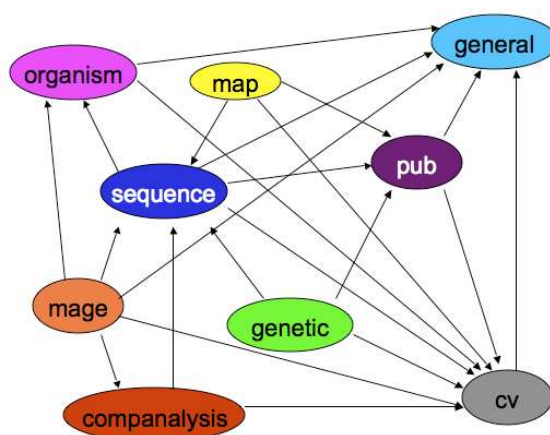 general
organism
map
pub
sequence
mage
genetic
cv
companalysis